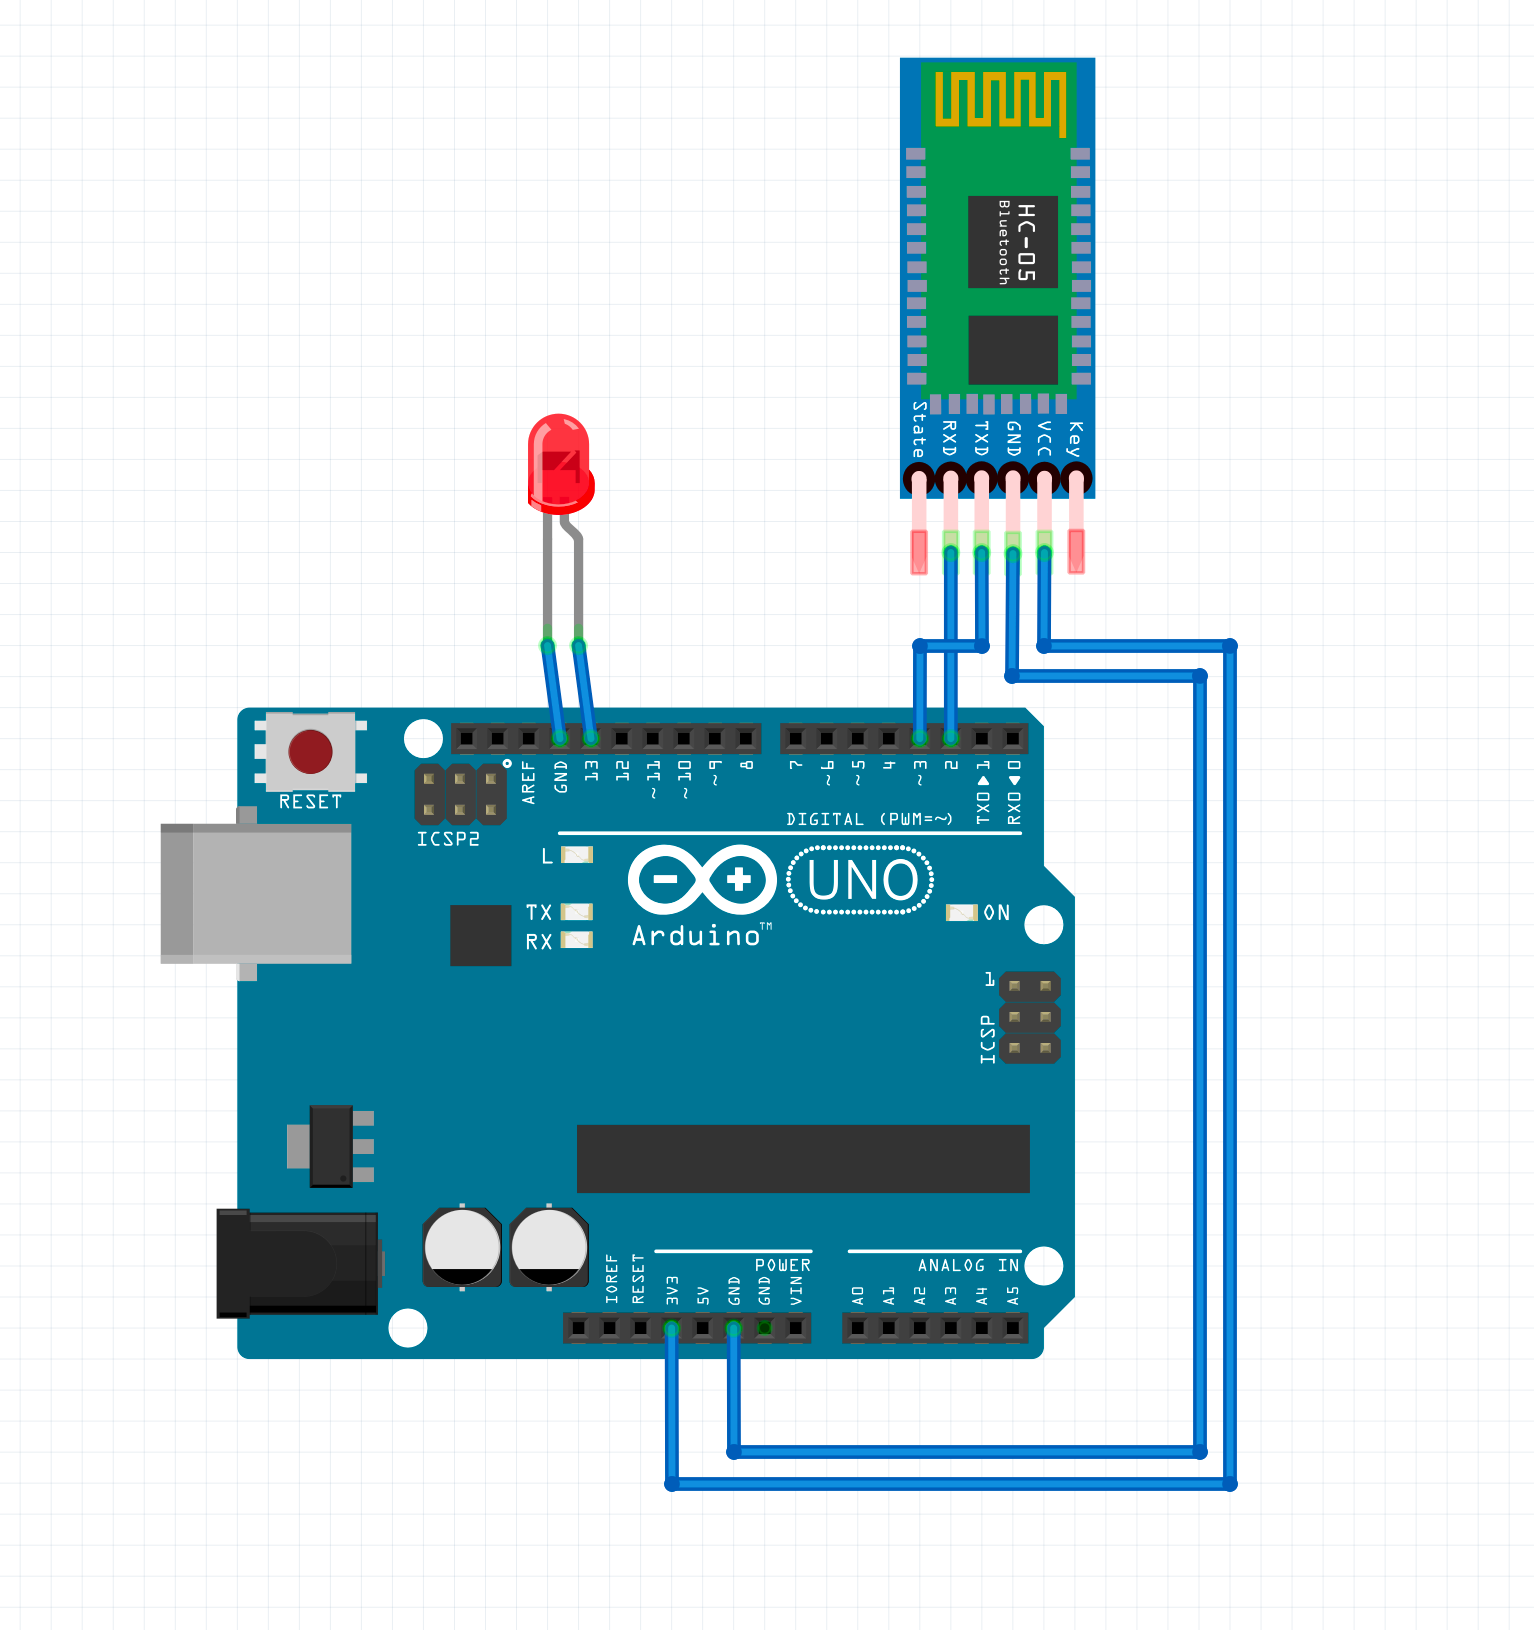 HC-05
Bluetooth
State
RXD
TXD
GND
VCC
Key
RESET
ICSP2
AREF
GND
13
12
~11
~10
~9
8
7
~6
~5
4
~3
2
TX0▶1
RX0◀0
DIGITAL (PWM=~)
L
TX
RX
Arduino™
UNO
ON
1
ICSP
IOREF
RESET
3V3
5V
GND
GND
VIN
POWER
ANALOG IN
A0
A1
A2
A3
A4
A5